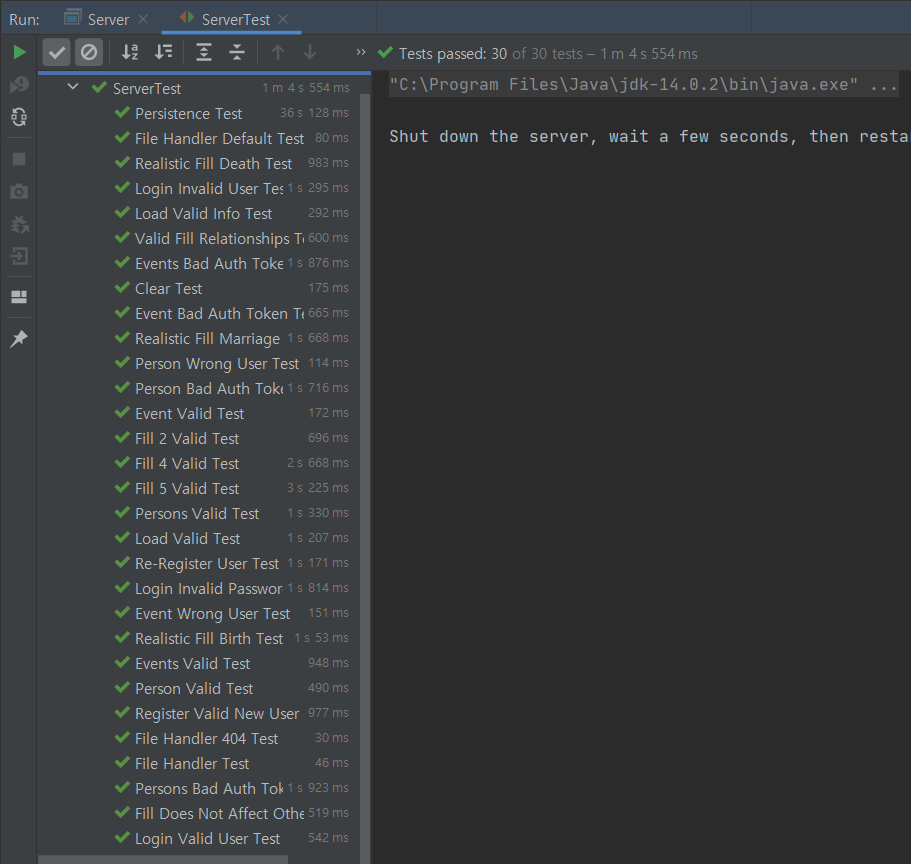 Run: Server ServerTest
Tests passed: 30 of 30 tests – 1 m 4 s 554 ms
ServerTest 1 m 4 s 554 ms
Persistence Test 36 s 128 ms
File Handler Default Test 80 ms
Realistic Fill Death Test 983 ms
Login Invalid User Tes 1 s 295 ms
Load Valid Info Test 292 ms
Valid Fill Relationships T 600 ms
Events Bad Auth Toke 1 s 876 ms
Clear Test 175 ms
Event Bad Auth Token Te 665 ms
Realistic Fill Marriage 1 s 668 ms
Person Wrong User Test 114 ms
Person Bad Auth Toke 1 s 716 ms
Event Valid Test 172 ms
Fill 2 Valid Test 696 ms
Fill 4 Valid Test 2 s 668 ms
Fill 5 Valid Test 3 s 225 ms
Persons Valid Test 1 s 330 ms
Load Valid Test 1 s 207 ms
Re-Register User Test 1 s 171 ms
Login Invalid Passwor 1 s 814 ms
Event Wrong User Test 151 ms
Realistic Fill Birth Test 1 s 53 ms
Events Valid Test 948 ms
Person Valid Test 490 ms
Register Valid New User 977 ms
File Handler 404 Test 30 ms
File Handler Test 46 ms
Persons Bad Auth Tok 1 s 923 ms
Fill Does Not Affect Othe 519 ms
Login Valid User Test 542 ms
"C:\Program Files\Java\jdk-14.0.2\bin\java.exe" ...
Shut down the server, wait a few seconds, then resta